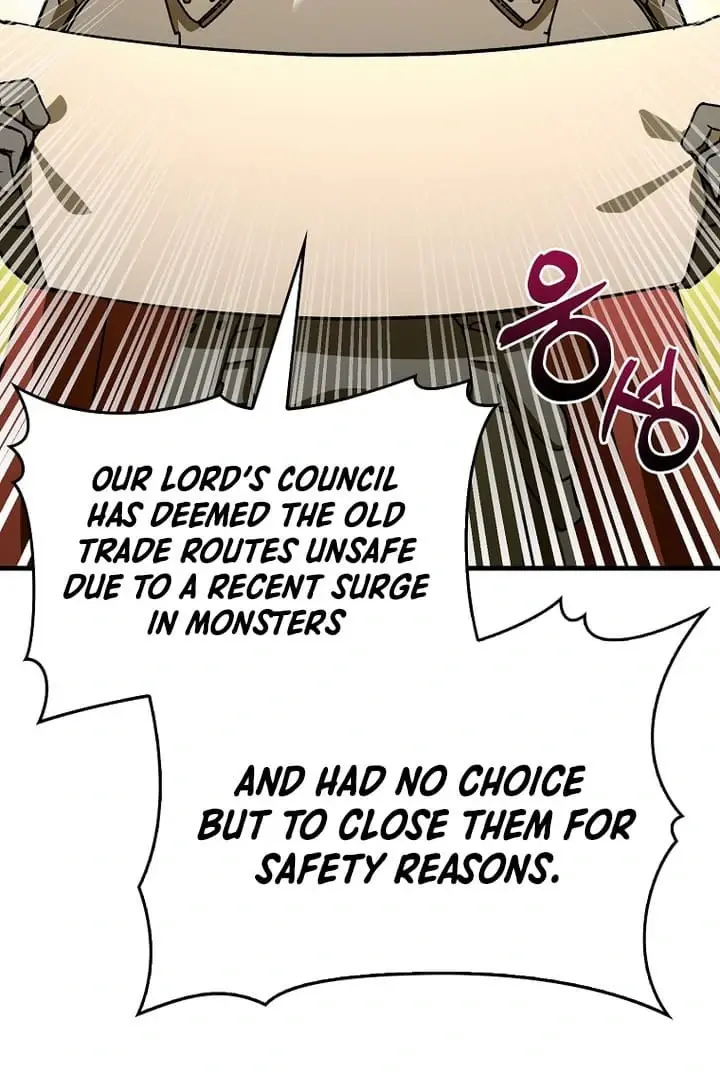 웅성
OUR LORD'S COUNCIL
HAS DEEMED THE OLD
TRADE ROUTES UNSAFE
DUE TO A RECENT SURGE
IN MONSTERS
AND HAD NO CHOICE
BUT TO CLOSE THEM FOR
SAFETY REASONS.